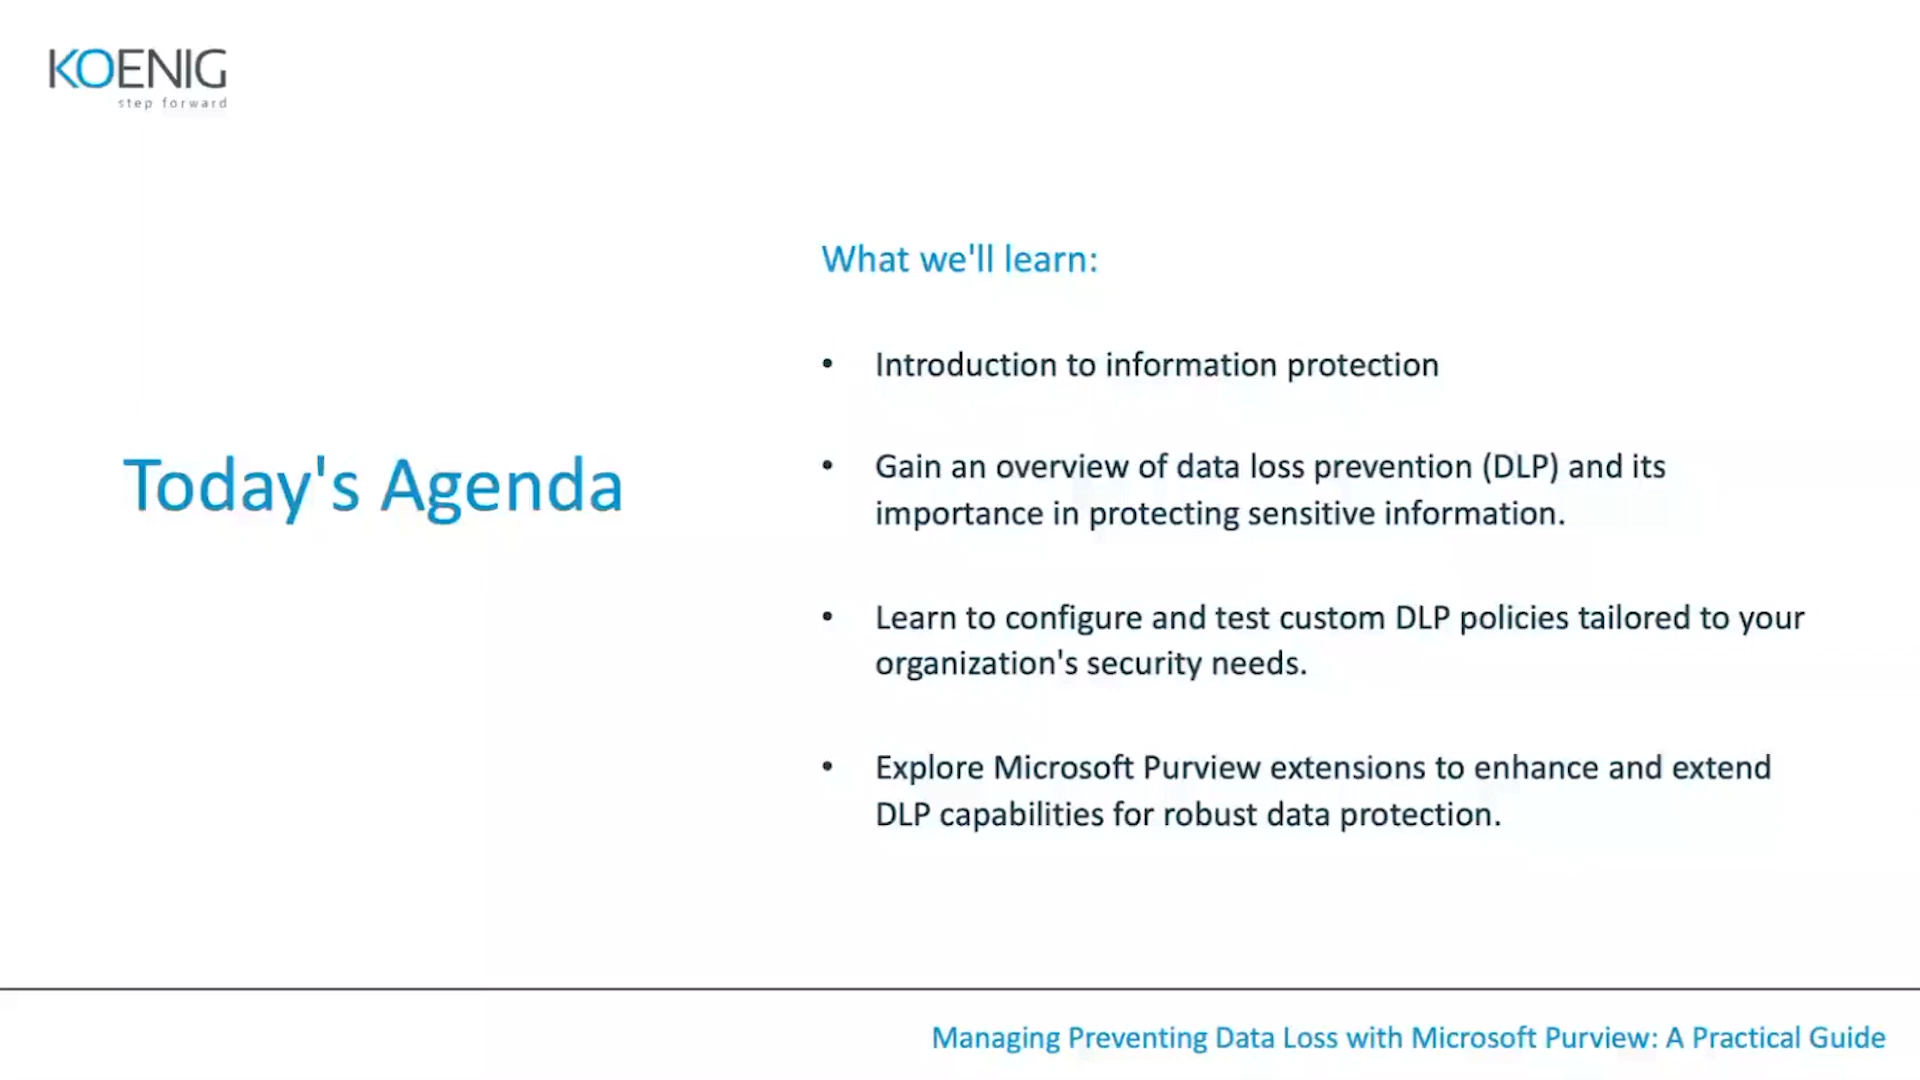 KOENIG
step forward
Today's Agenda
What we'll learn:
• Introduction to information protection
• Gain an overview of data loss prevention (DLP) and its
importance in protecting sensitive information.
• Learn to configure and test custom DLP policies tailored to your
organization's security needs.
• Explore Microsoft Purview extensions to enhance and extend
DLP capabilities for robust data protection.
Managing Preventing Data Loss with Microsoft Purview: A Practical Guide